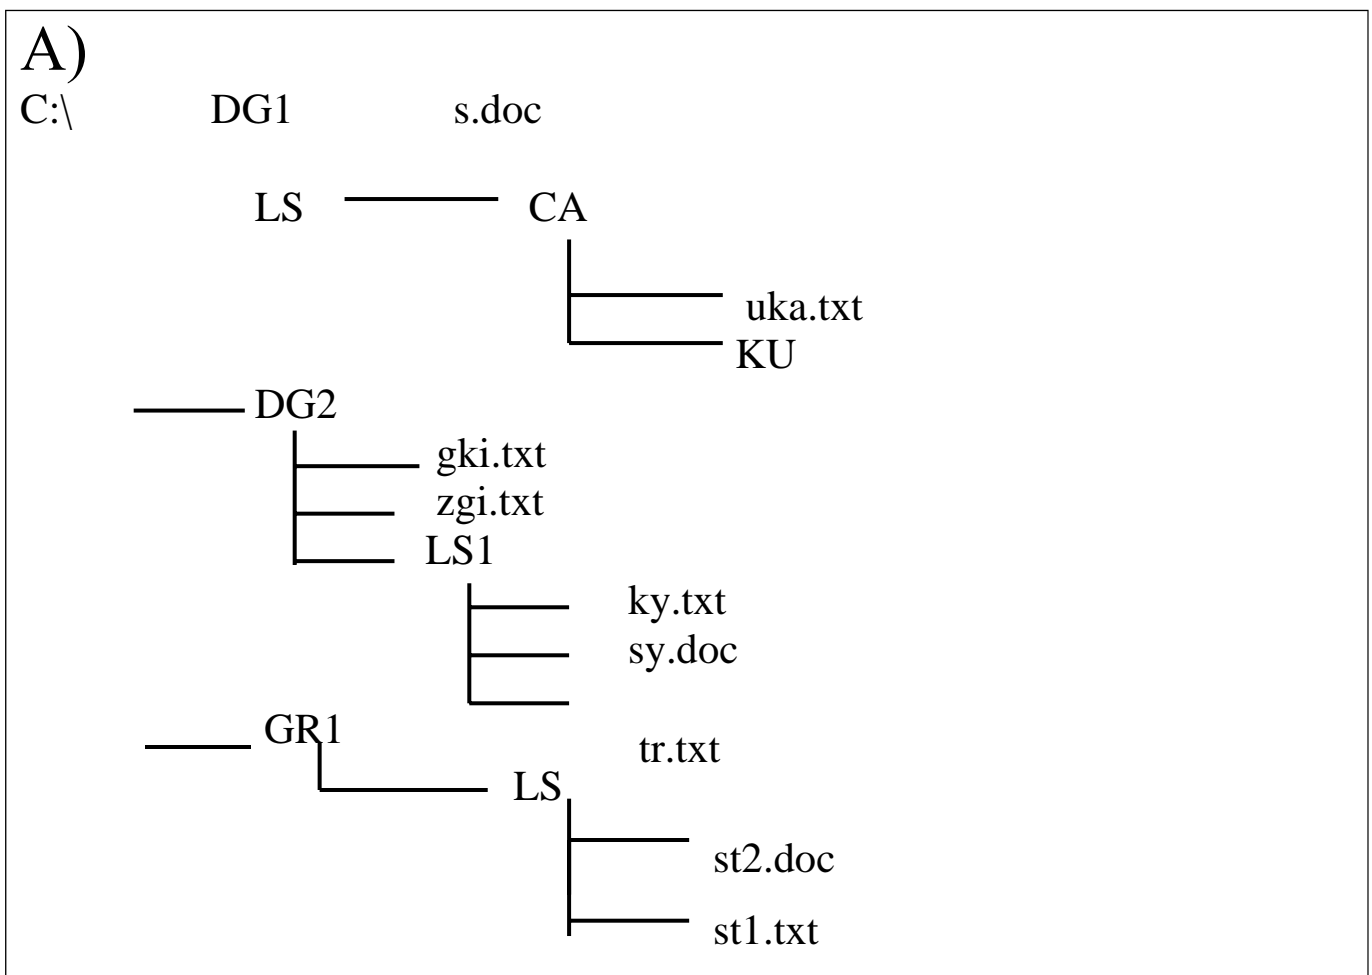 A)
C:\ DG1 s.doc
LS CA
uka.txt
KU
DG2
gki.txt
zgi.txt
LS1
ky.txt
sy.doc
GR1
tr.txt
LS
st2.doc
st1.txt